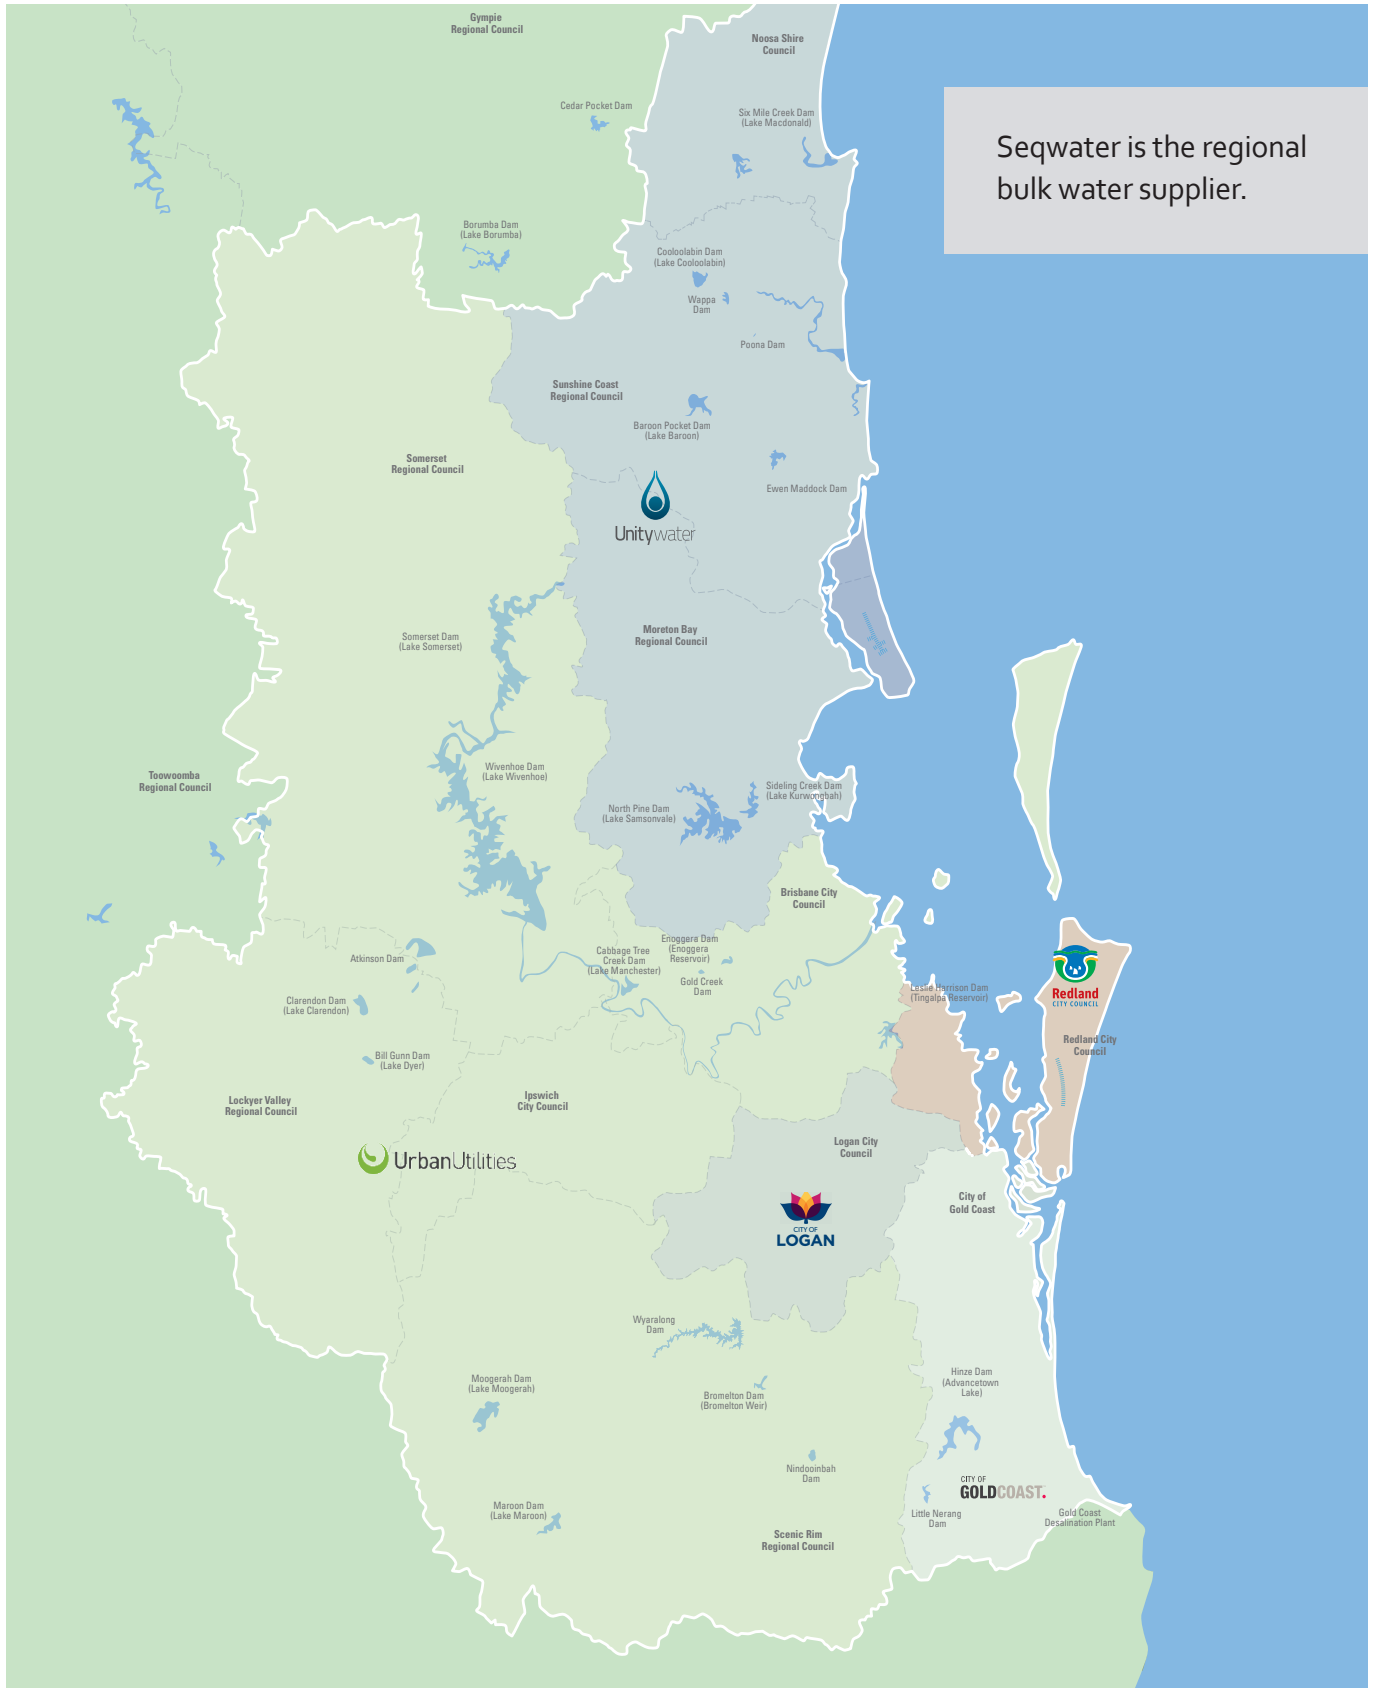 Gympie
Regional Council
Noosa Shire
Council
Cedar Pocket Dam
Six Mile Creek Dam
(Lake Macdonald)
Seqwater is the regional
bulk water supplier.
Borumba Dam
(Lake Borumba)
Cooloolabin Dam
(Lake Cooloolabin)
Wappa
Dam
Poona Dam
Sunshine Coast
Regional Council
Baroon Pocket Dam
(Lake Baroon)
Somerset
Regional Council
Ewen Maddock Dam
Unitywater
Somerset Dam
(Lake Somerset)
Moreton Bay
Regional Council
Wivenhoe Dam
(Lake Wivenhoe)
Toowoomba
Regional Council
Sideling Creek Dam
(Lake Kurwongbah)
North Pine Dam
(Lake Samsonvale)
Brisbane City
Council
Enoggera Dam
(Enoggera
Reservoir)
Cabbage Tree
Creek Dam
(Lake Manchester)
Atkinson Dam
Gold Creek
Dam
Leslie Harrison Dam
(Tingalpa Reservoir)
Redland
CITY COUNCIL
Clarendon Dam
(Lake Clarendon)
Redland City
Council
Bill Gunn Dam
(Lake Dyer)
Lockyer Valley
Regional Council
Ipswich
City Council
Logan City
Council
UrbanUtilities
City of
Gold Coast
CITY OF
LOGAN
Wyaralong
Dam
Moogerah Dam
(Lake Moogerah)
Hinze Dam
(Advancetown
Lake)
Bromelton Dam
(Bromelton Weir)
Nindooinbah
Dam
CITY OF
GOLDCOAST.
Maroon Dam
(Lake Maroon)
Little Nerang
Dam
Gold Coast
Desalination Plant
Scenic Rim
Regional Council